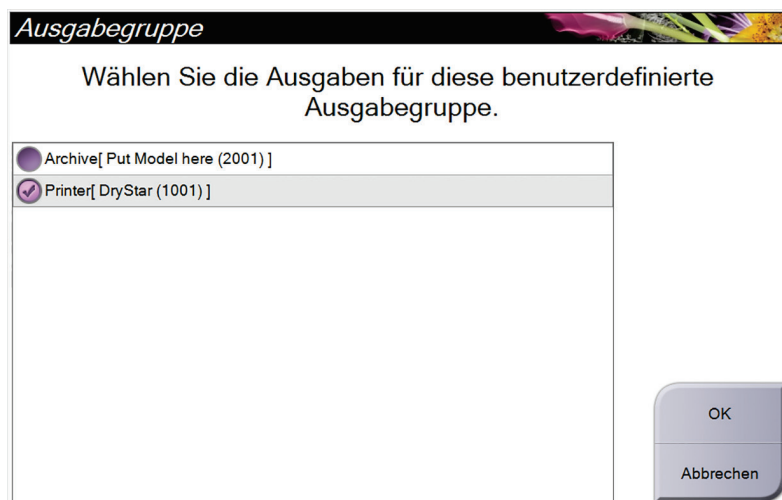 Ausgabegruppe
Wählen Sie die Ausgaben für diese benutzerdefinierte
Ausgabegruppe.
Archive[ Put Model here (2001) ]
Printer[ DryStar (1001) ]
OK
Abbrechen